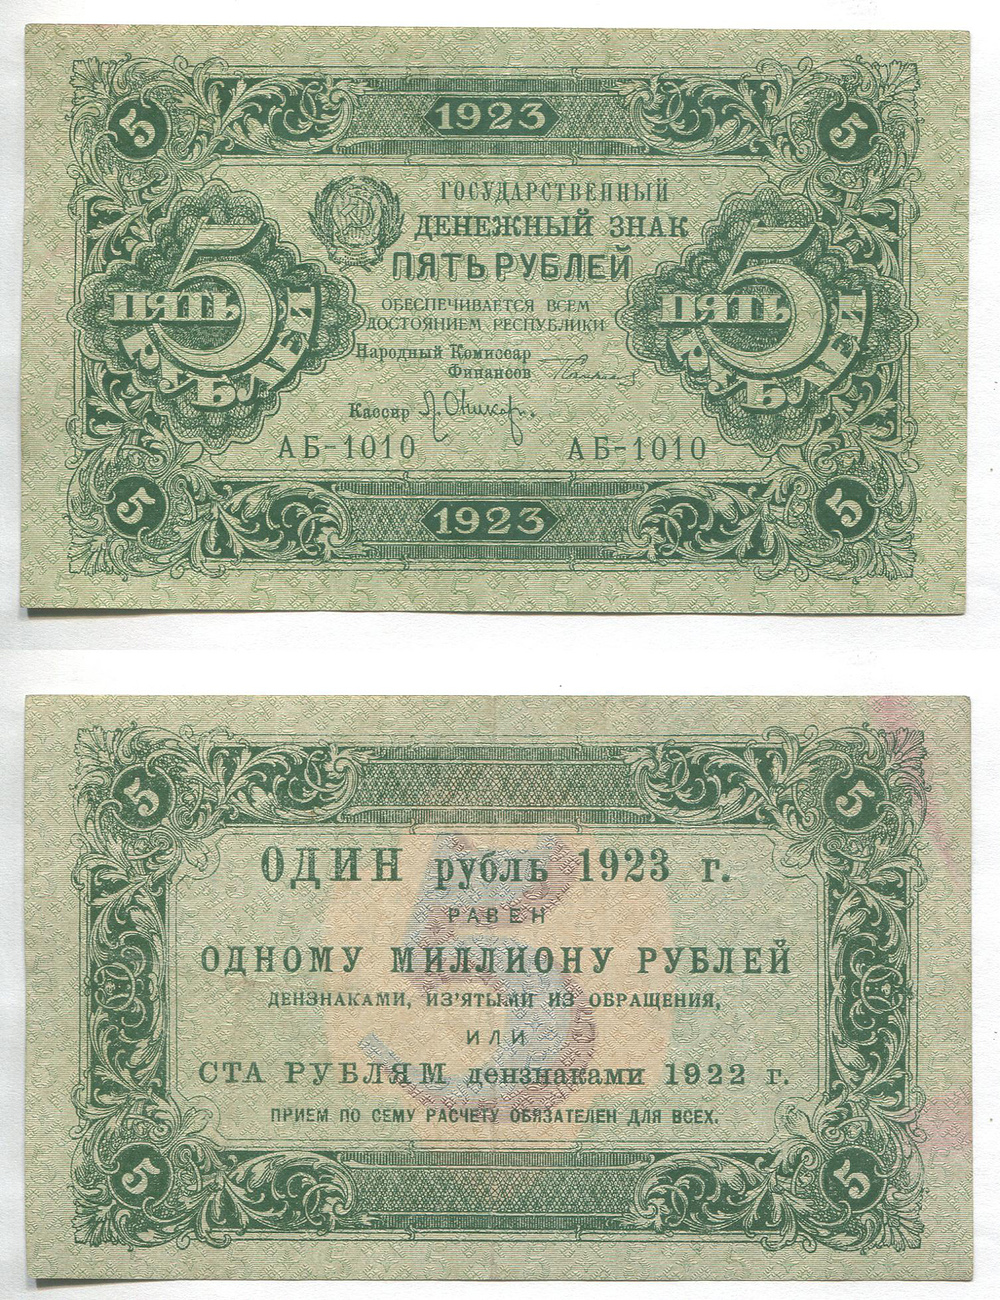 5 1923 5
ГОСУДАРСТВЕННЫЙ
ДЕНЕЖНЫЙ ЗНАК
ПЯТЬ РУБЛЕЙ
5 ПЯТЬ РУБЛЕЙ
5 ПЯТЬ РУБЛЕЙ
ОБЕСПЕЧИВАЕТСЯ ВСЕМ
ДОСТОЯНИЕМ РЕСПУБЛИКИ
Народный Комиссар
Финансов
Кассир
АБ-1010 АБ-1010
5 1923 5
5 5
ОДИН рубль 1923 г.
РАВЕН
ОДНОМУ МИЛЛИОНУ РУБЛЕЙ
ДЕНЗНАКАМИ, ИЗ'ЯТЫМИ ИЗ ОБРАЩЕНИЯ,
ИЛИ
5
СТА РУБЛЯМ дензнаками 1922 г.
ПРИЕМ ПО СЕМУ РАСЧЕТУ ОБЯЗАТЕЛЕН ДЛЯ ВСЕХ.
5 5